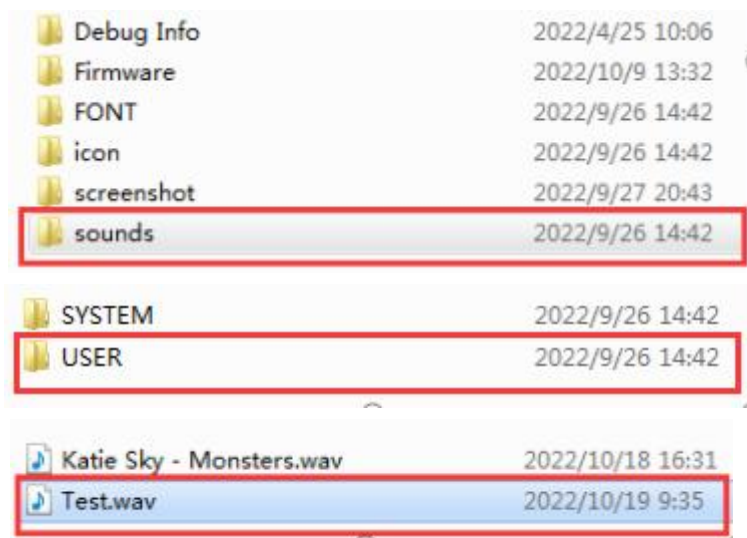 Debug Info 2022/4/25 10:06
Firmware 2022/10/9 13:32
FONT 2022/9/26 14:42
icon 2022/9/26 14:42
screenshot 2022/9/27 20:43
sounds 2022/9/26 14:42
SYSTEM 2022/9/26 14:42
USER 2022/9/26 14:42
Katie Sky - Monsters.wav 2022/10/18 16:31
Test.wav 2022/10/19 9:35